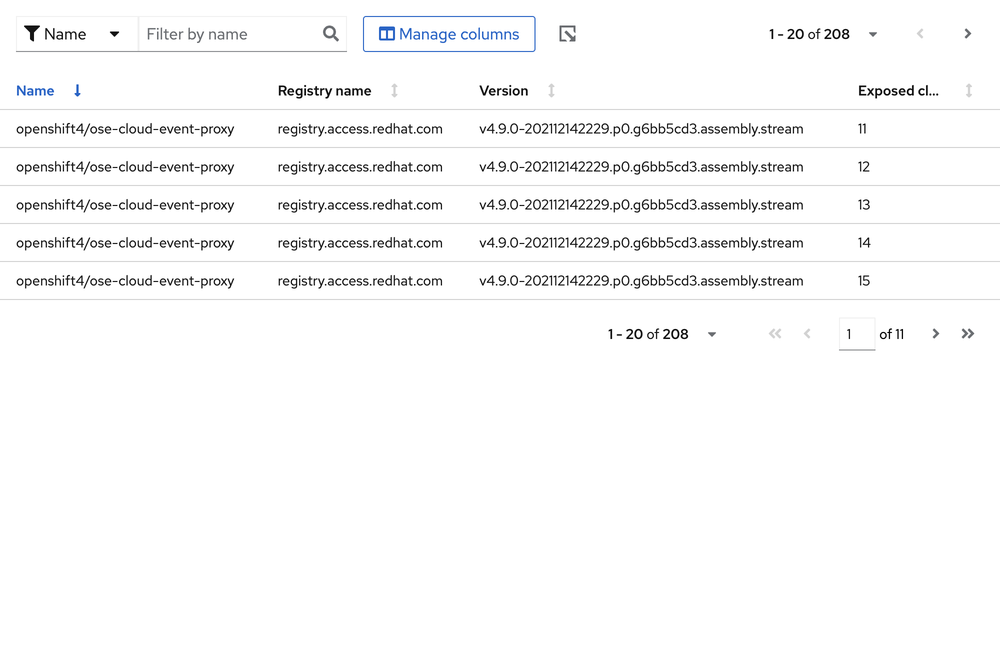 Name Filter by name Manage columns 1 - 20 of 208
Name Registry name Version Exposed cl...
openshift4/ose-cloud-event-proxy registry.access.redhat.com v4.9.0-202112142229.p0.g6bb5cd3.assembly.stream 11
openshift4/ose-cloud-event-proxy registry.access.redhat.com v4.9.0-202112142229.p0.g6bb5cd3.assembly.stream 12
openshift4/ose-cloud-event-proxy registry.access.redhat.com v4.9.0-202112142229.p0.g6bb5cd3.assembly.stream 13
openshift4/ose-cloud-event-proxy registry.access.redhat.com v4.9.0-202112142229.p0.g6bb5cd3.assembly.stream 14
openshift4/ose-cloud-event-proxy registry.access.redhat.com v4.9.0-202112142229.p0.g6bb5cd3.assembly.stream 15
1 - 20 of 208 1 of 11